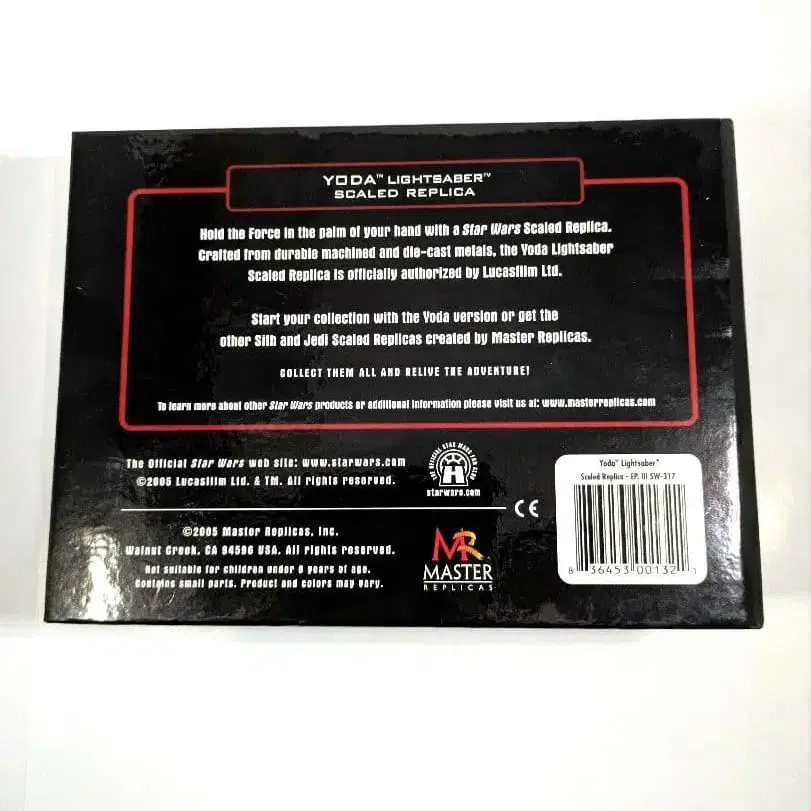 YODA™ LIGHTSABER™
SCALED REPLICA
Hold the Force in the palm of your hand with a Star Wars Scaled Replica.
Crafted from durable machined and die-cast metals, the Yoda Lightsaber
Scaled Replica is officially authorized by Lucasfilm Ltd.
Start your collection with the Yoda version or get the
other Sith and Jedi Scaled Replicas created by Master Replicas.
COLLECT THEM ALL AND RELIVE THE ADVENTURE!
To learn more about other Star Wars products or additional information please visit us at: www.masterreplicas.com
The Official Star Wars web site: www.starwars.com
©2005 Lucasfilm Ltd. & TM. All rights reserved.
THE OFFICIAL STAR WARS FAN CLUB
starwars.com
CE
©2005 Master Replicas, Inc.
Walnut Creek, CA 94596 USA. All rights reserved.
Not suitable for children under 8 years of age.
Contains small parts. Product and colors may vary.
MR
MASTER
REPLICAS
Yoda™ Lightsaber™
Scaled Replica - EP. III SW-317
8 36453 00132 1